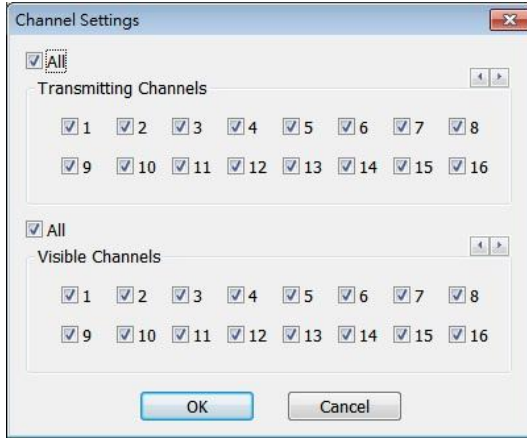 Channel Settings
All
Transmitting Channels
1 2 3 4 5 6 7 8
9 10 11 12 13 14 15 16
All
Visible Channels
1 2 3 4 5 6 7 8
9 10 11 12 13 14 15 16
OK Cancel